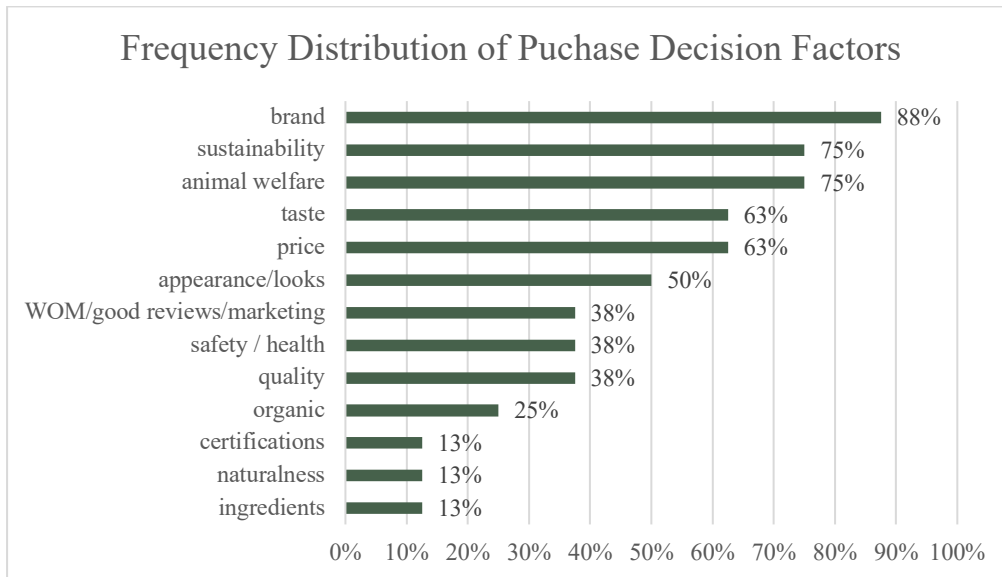 Frequency Distribution of Puchase Decision Factors
brand 88%
sustainability 75%
animal welfare 75%
taste 63%
price 63%
appearance/looks 50%
WOM/good reviews/marketing 38%
safety / health 38%
quality 38%
organic 25%
certifications 13%
naturalness 13%
ingredients 13%
0% 10% 20% 30% 40% 50% 60% 70% 80% 90% 100%